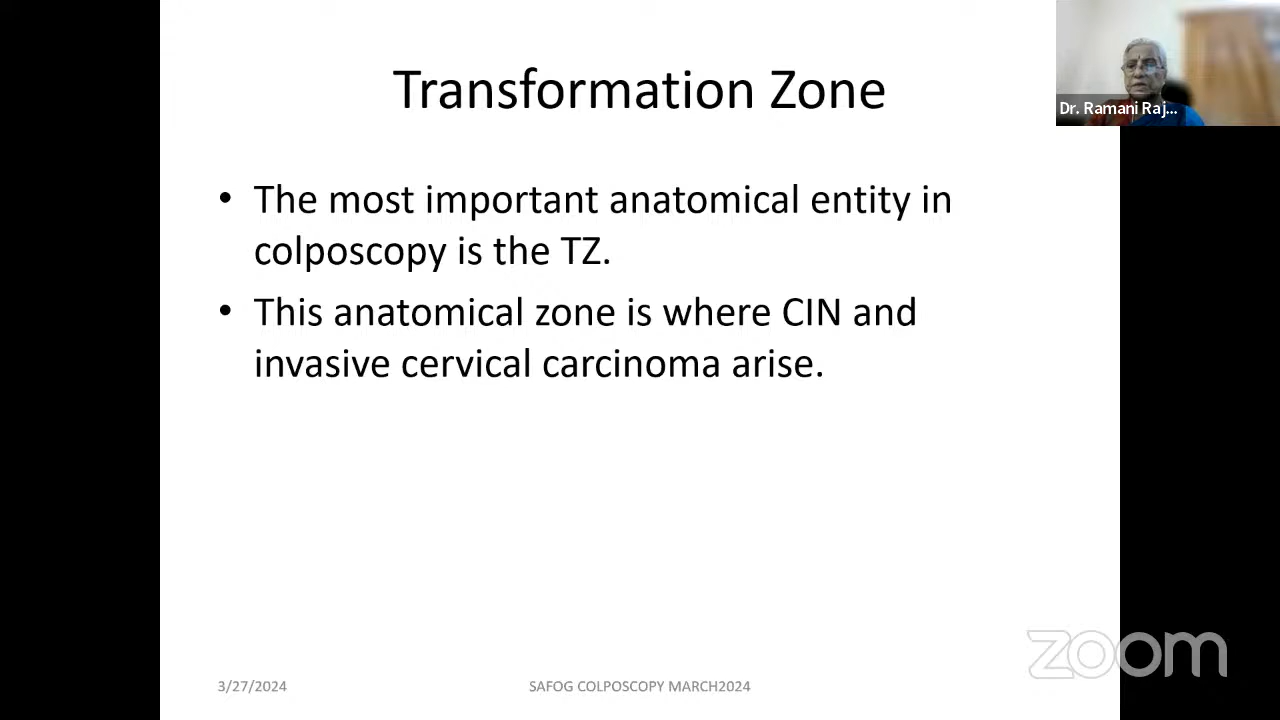 Transformation Zone
Dr. Ramani Raj...
• The most important anatomical entity in
colposcopy is the TZ.
• This anatomical zone is where CIN and
invasive cervical carcinoma arise.
zoom
3/27/2024
SAFOG COLPOSCOPY MARCH2024